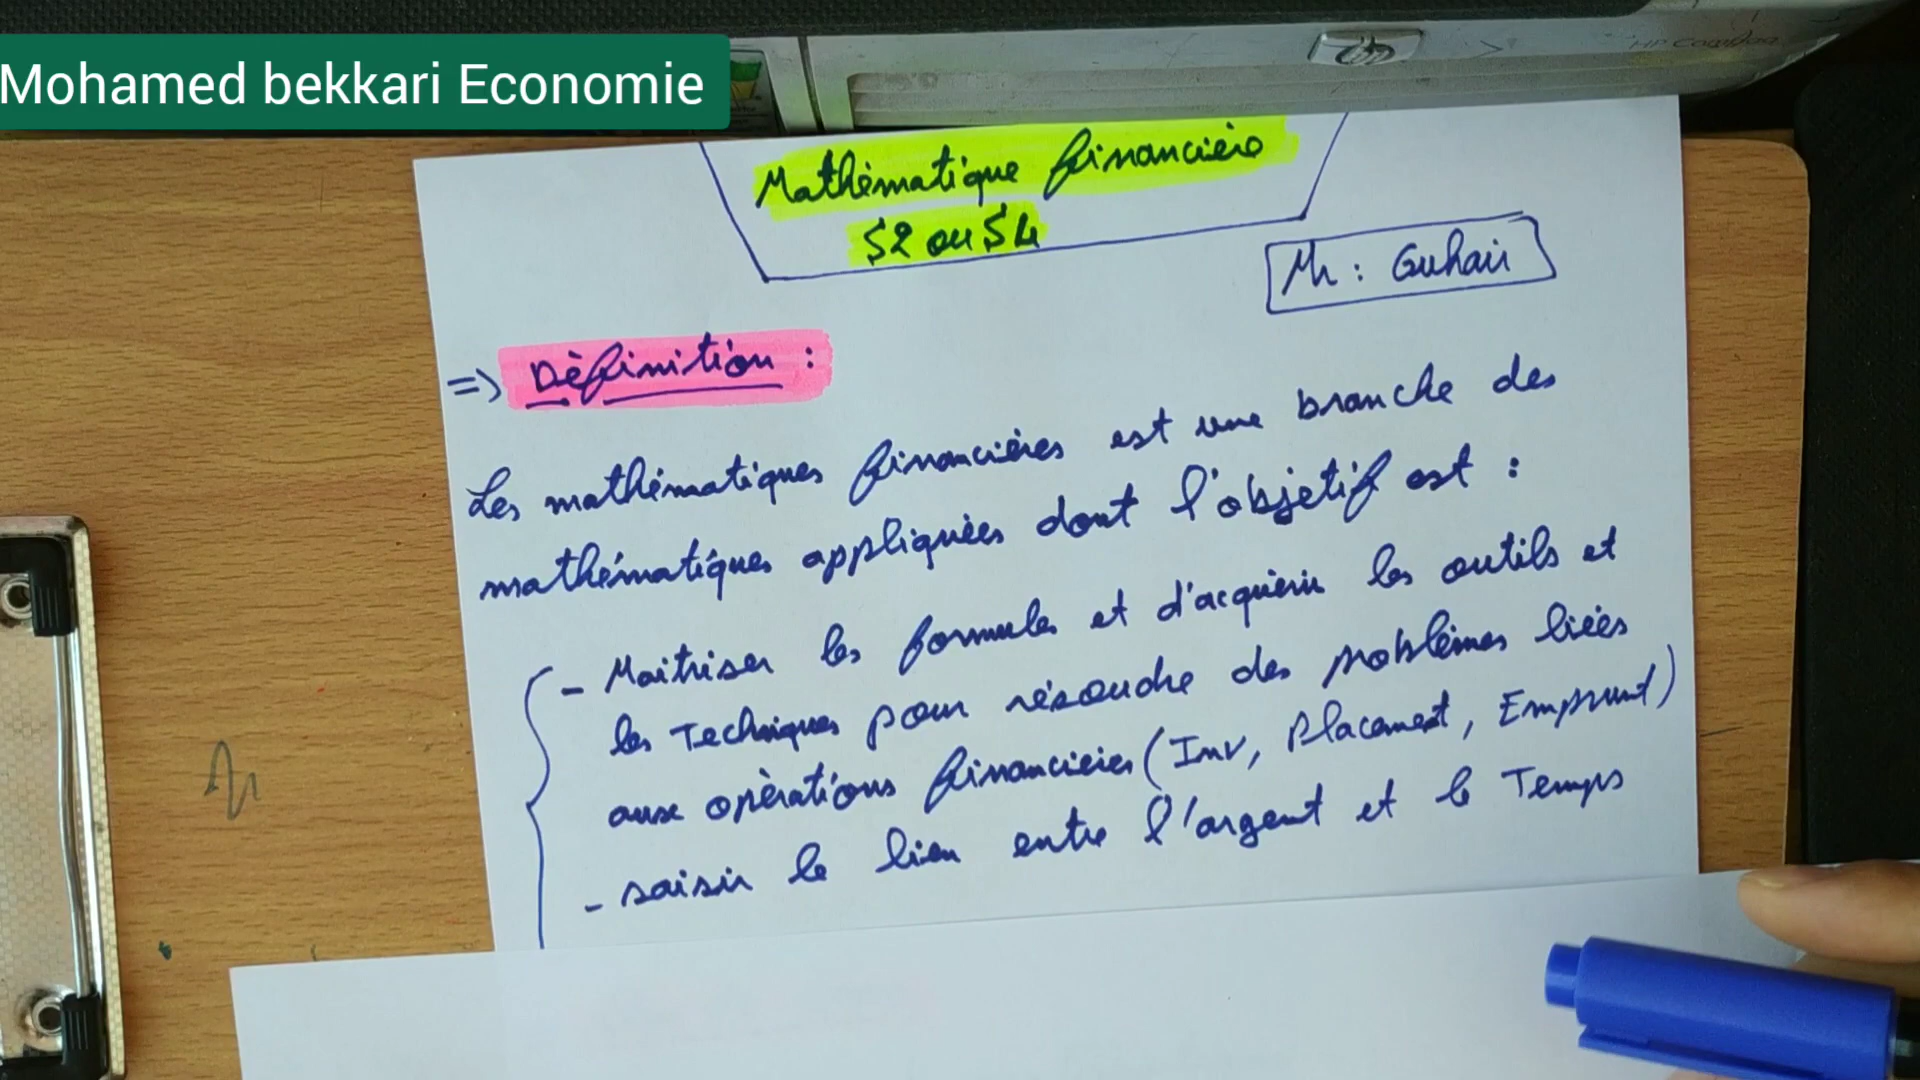 Mohamed bekkari Economie
Mathématique financière
S2 ou S4
Mr : Guhair
=> Définition :
Les mathématiques financières est une branche des
mathématiques appliquées dont l'objetif est :
- Maitriser les formules et d'acquérir les outils et
les Techniques pour résoudre des problèmes liées
aux opérations financières (Inv, Placement, Emprunt)
- saisir le lien entre l'argent et le Temps